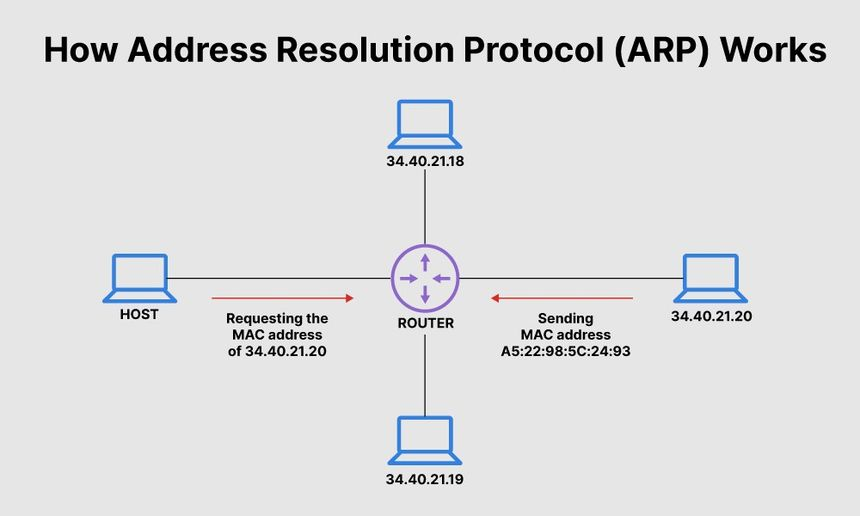 How Address Resolution Protocol (ARP) Works
34.40.21.18
HOST
Requesting the
MAC address
of 34.40.21.20
ROUTER
Sending
MAC address
A5:22:98:5C:24:93
34.40.21.20
34.40.21.19